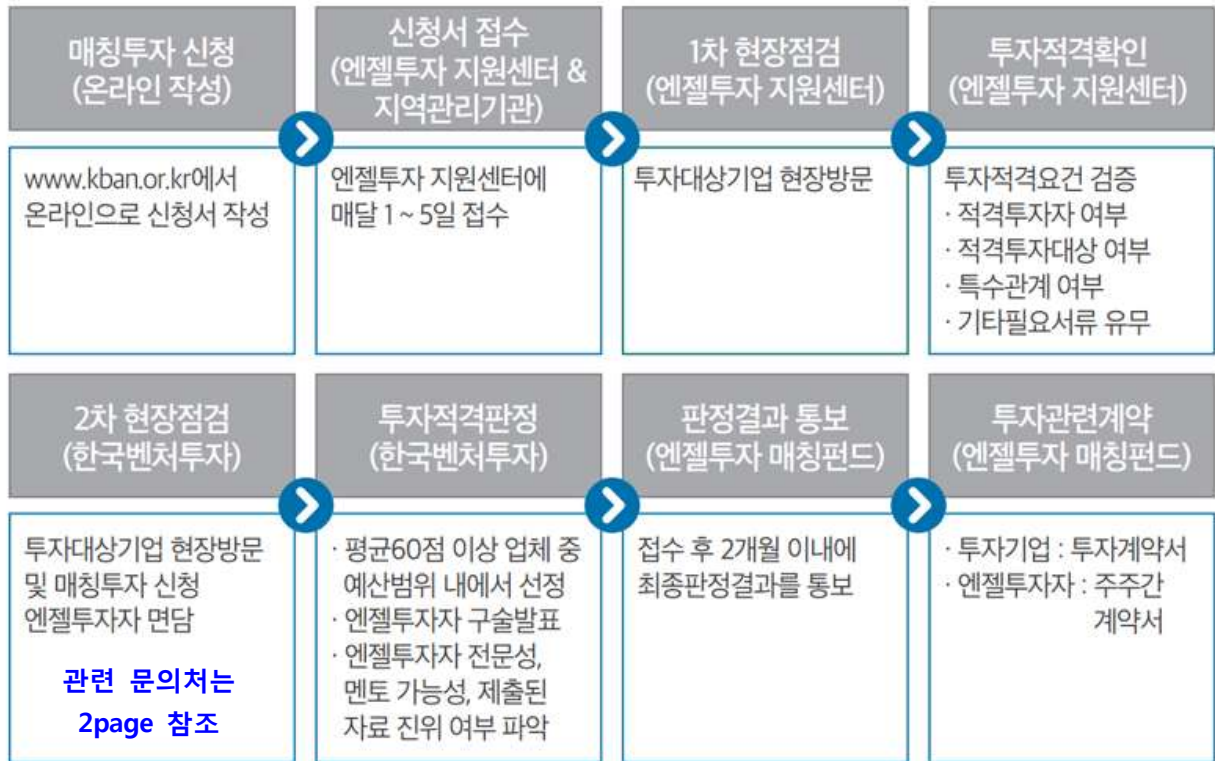 매칭투자 신청
(온라인 작성)
www.kban.or.kr에서
온라인으로 신청서 작성
신청서 접수
(엔젤투자 지원센터 &
지역관리기관)
엔젤투자 지원센터에
매달 1 ~ 5일 접수
1차 현장점검
(엔젤투자 지원센터)
투자대상기업 현장방문
투자적격확인
(엔젤투자 지원센터)
투자적격요건 검증
· 적격투자자 여부
· 적격투자대상 여부
· 특수관계 여부
· 기타필요서류 유무
2차 현장점검
(한국벤처투자)
투자대상기업 현장방문
및 매칭투자 신청
엔젤투자자 면담
관련 문의처는
2page 참조
투자적격판정
(한국벤처투자)
· 평균60점 이상 업체 중
예산범위 내에서 선정
· 엔젤투자자 구술발표
· 엔젤투자자 전문성,
멘토 가능성, 제출된
자료 진위 여부 파악
판정결과 통보
(엔젤투자 매칭펀드)
접수 후 2개월 이내에
최종판정결과를 통보
투자관련계약
(엔젤투자 매칭펀드)
· 투자기업 : 투자계약서
· 엔젤투자자 : 주주간
계약서